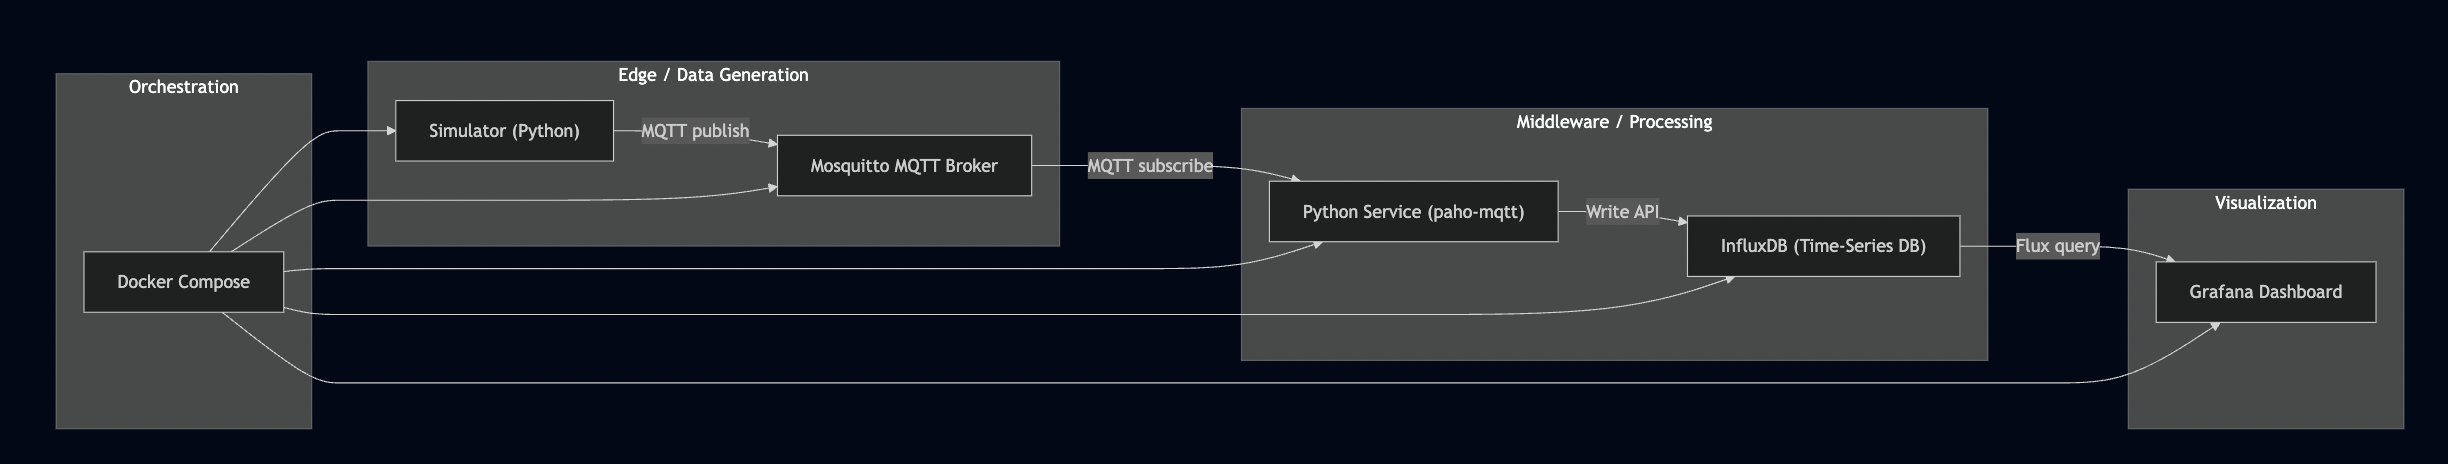 Orchestration
Docker Compose
Edge / Data Generation
Simulator (Python)
MQTT publish
Mosquitto MQTT Broker
MQTT subscribe
Middleware / Processing
Python Service (paho-mqtt)
Write API
InfluxDB (Time-Series DB)
Flux query
Visualization
Grafana Dashboard